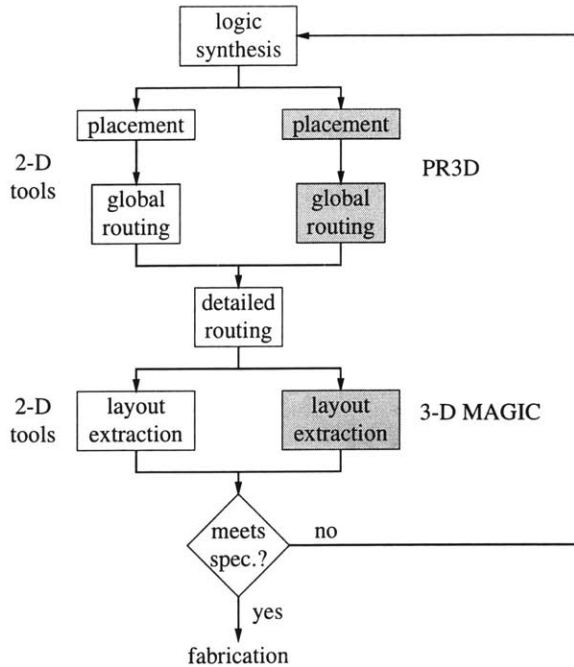 logic
synthesis
placement
placement
2-D
tools
PR3D
global
routing
global
routing
detailed
routing
2-D
tools
layout
extraction
layout
extraction
3-D MAGIC
meets
spec.?
no
yes
fabrication